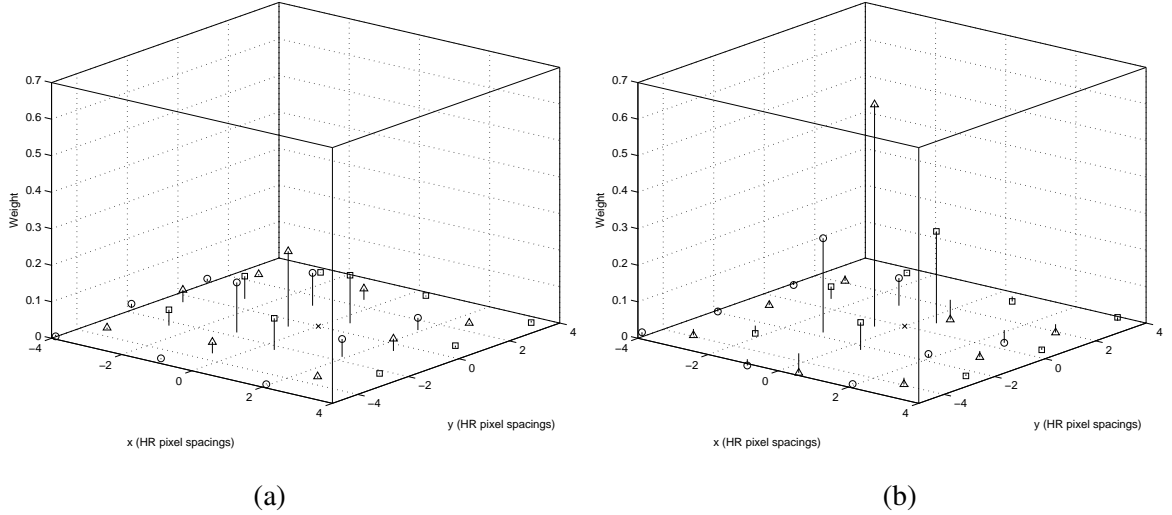 0.7 0.7
0.6 0.6
0.5 0.5
0.4 0.4
0.3 0.3
0.2 0.2
0.1 0.1
0 0
Weight Weight
−4 −2 0 2 4 −4 −2 0 2 4
−4 −2 0 2 4 −4 −2 0 2 4
y (HR pixel spacings) y (HR pixel spacings)
x (HR pixel spacings) x (HR pixel spacings)
(a) (b)